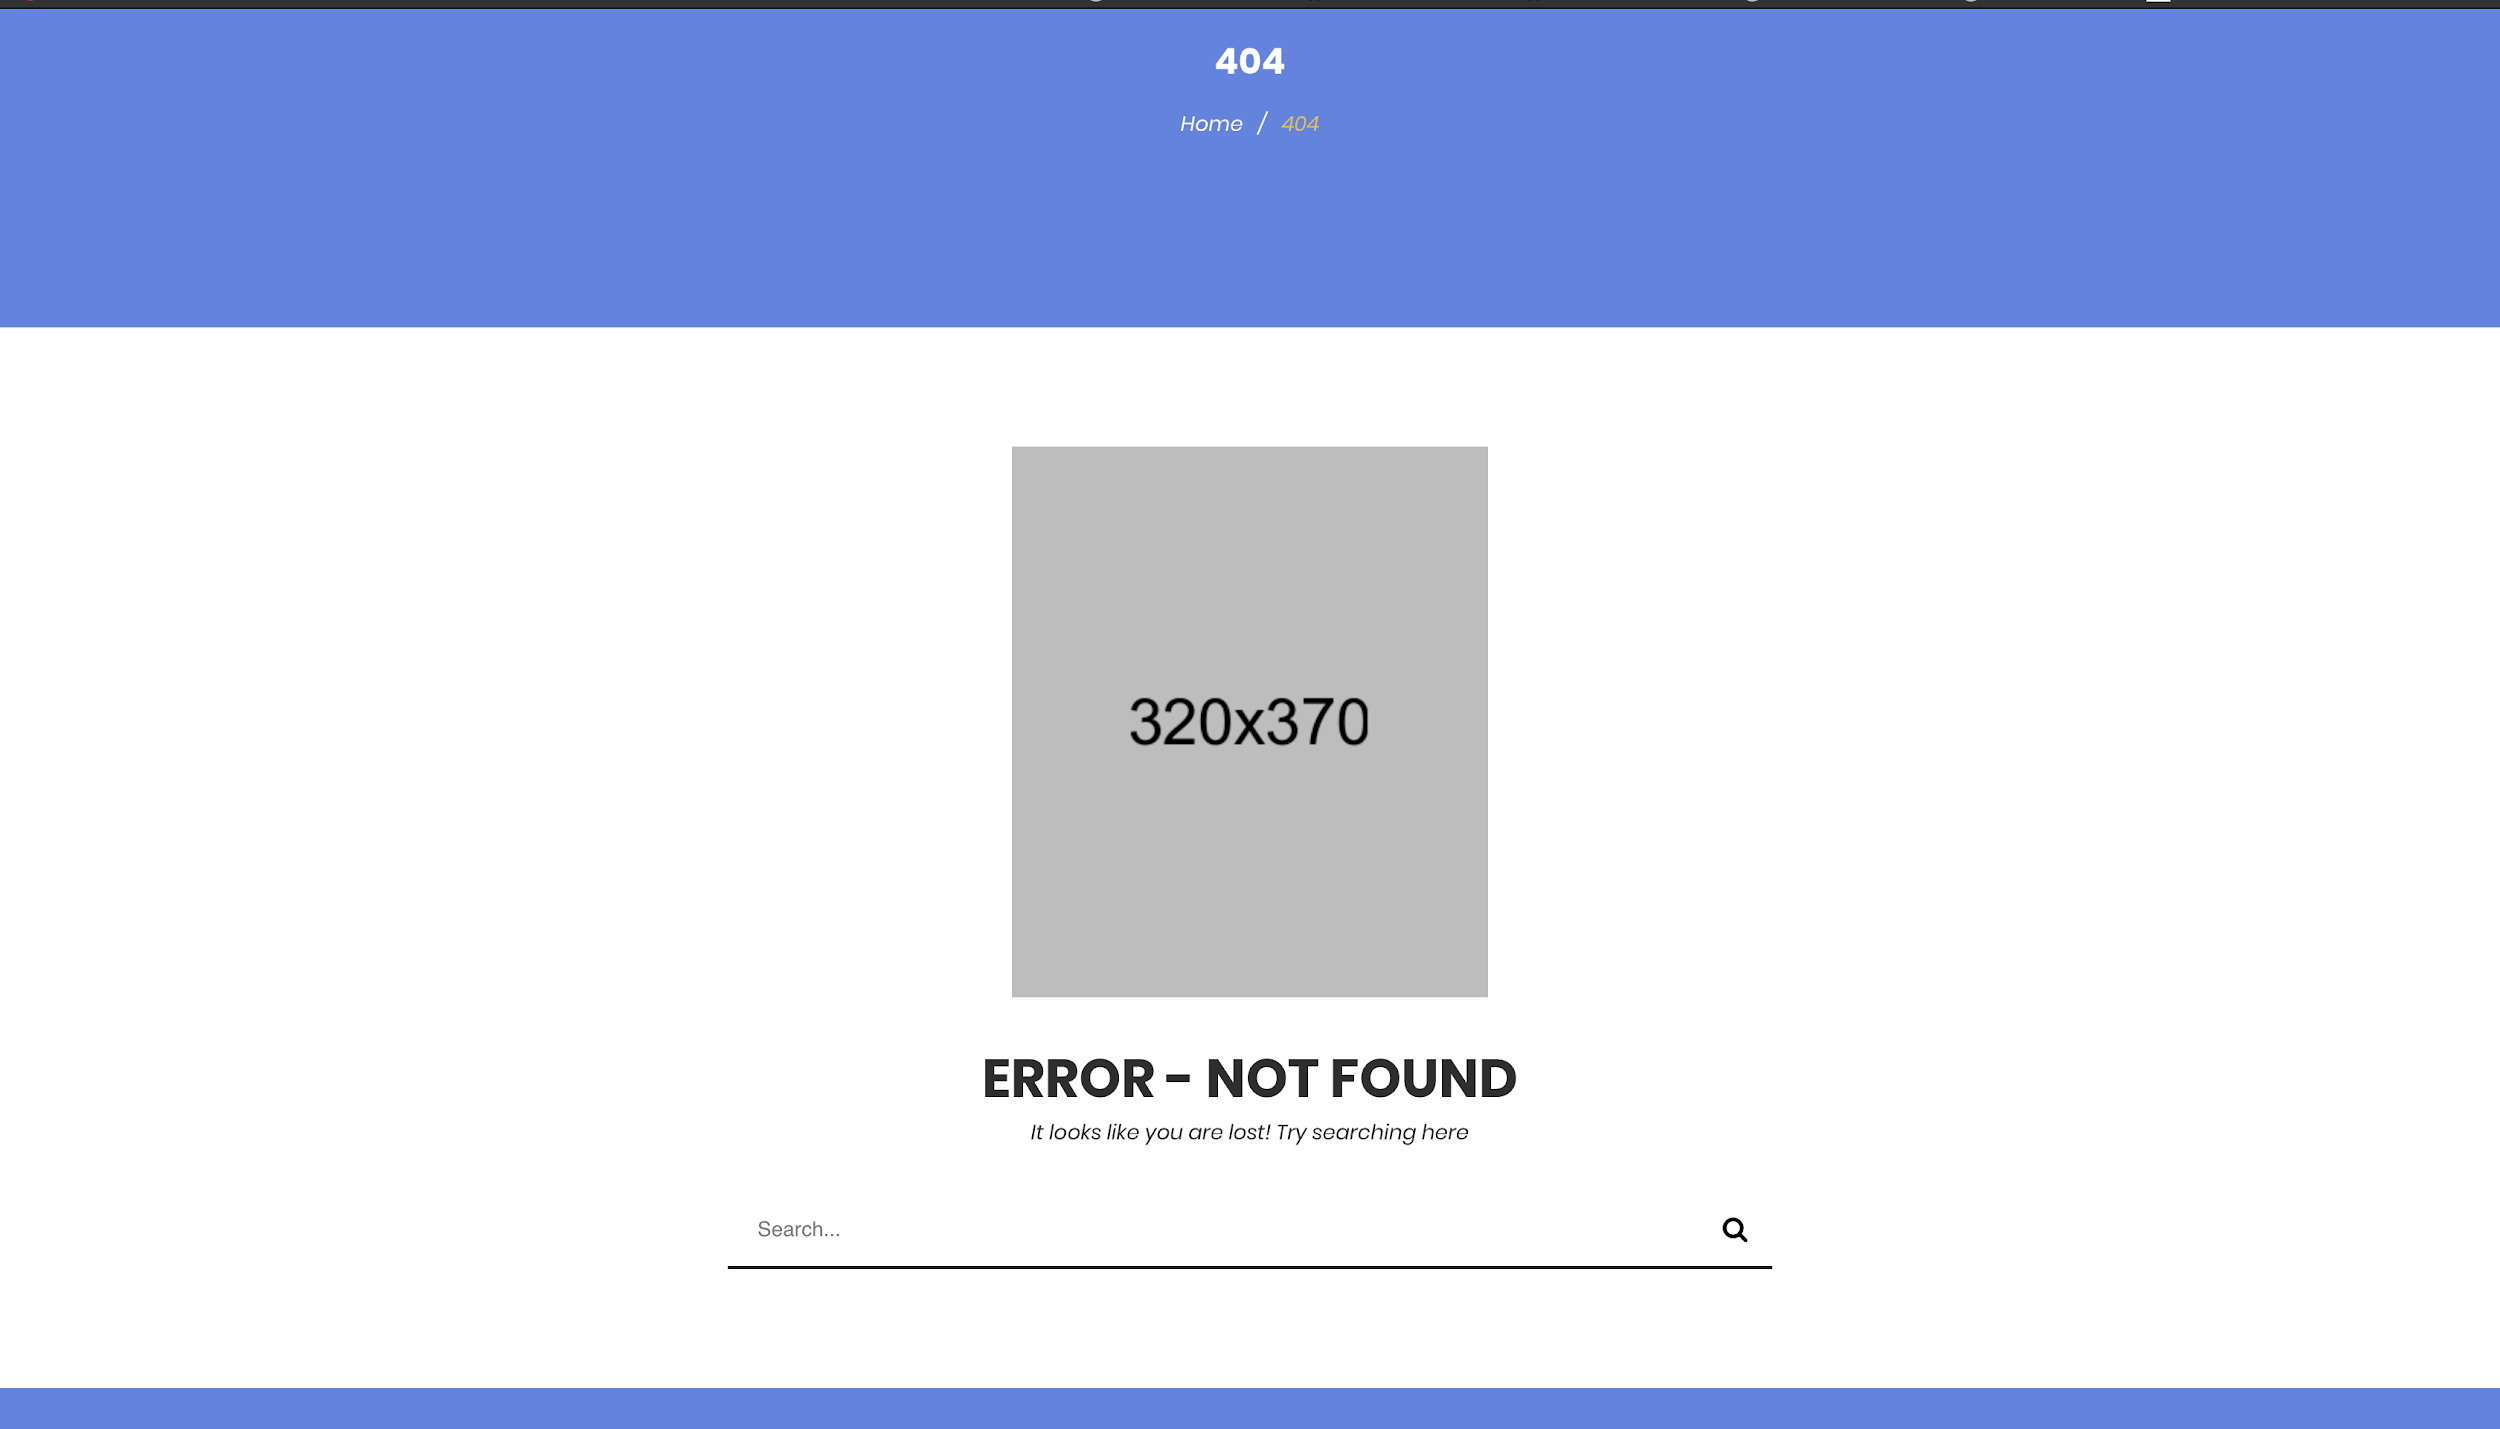 404
Home / 404
320x370
ERROR – NOT FOUND
It looks like you are lost! Try searching here
Search...